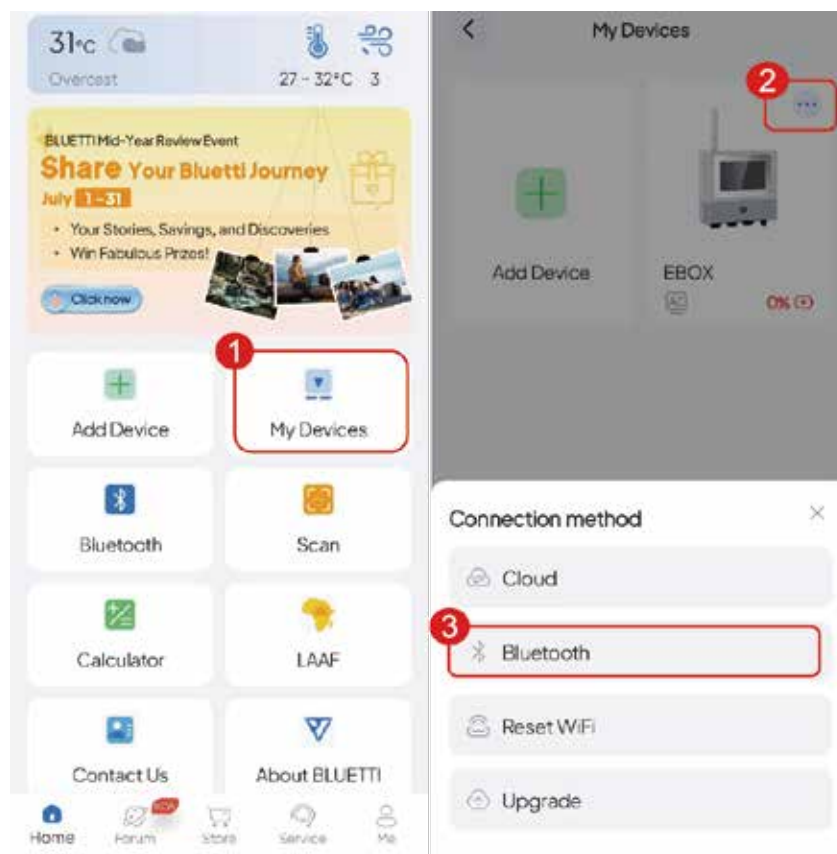 31°C
Overcast
27 - 32°C 3
BLUETTI Mid-Year Review Event
Share Your Bluetti Journey
July 1-31
• Your Stories, Savings, and Discoveries
• Win Fabulous Prizes!
Click now
1
Add Device
My Devices
Bluetooth
Scan
Calculator
LAAF
Contact Us
About BLUETTI
NEW
Home
Forum
Store
Service
Me
My Devices
2
Add Device
EBOX
0%
Connection method
Cloud
3
Bluetooth
Reset WiFi
Upgrade